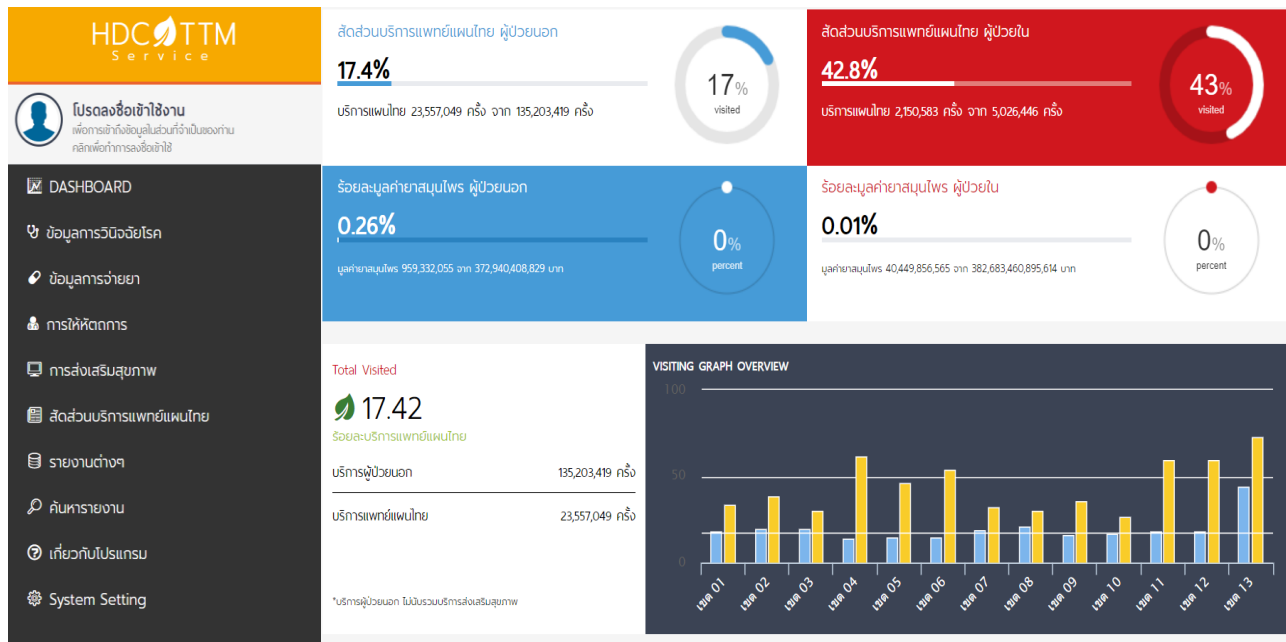 HDC TTM
Service
โปรดลงชื่อเข้าใช้งาน
เพื่อการเข้าถึงข้อมูลในส่วนที่จำเป็นของท่าน
คลิกเพื่อทำการลงชื่อเข้าใช้
DASHBOARD
ข้อมูลการวินิจฉัยโรค
ข้อมูลการจ่ายยา
การให้หัตถการ
การส่งเสริมสุขภาพ
สัดส่วนบริการแพทย์แผนไทย
รายงานต่างๆ
ค้นหารายงาน
เกี่ยวกับโปรแกรม
System Setting
สัดส่วนบริการแพทย์แผนไทย ผู้ป่วยนอก
17.4%
บริการแผนไทย 23,557,049 ครั้ง จาก 135,203,419 ครั้ง
17%
visited
สัดส่วนบริการแพทย์แผนไทย ผู้ป่วยใน
42.8%
บริการแผนไทย 2,150,583 ครั้ง จาก 5,026,446 ครั้ง
43%
visited
ร้อยละมูลค่ายาสมุนไพร ผู้ป่วยนอก
0.26%
มูลค่ายาสมุนไพร 959,332,055 จาก 372,940,408,829 บาท
0%
percent
ร้อยละมูลค่ายาสมุนไพร ผู้ป่วยใน
0.01%
มูลค่ายาสมุนไพร 40,449,856,565 จาก 382,683,460,895,614 บาท
0%
percent
Total Visited
17.42
ร้อยละบริการแพทย์แผนไทย
บริการผู้ป่วยนอก 135,203,419 ครั้ง
บริการแพทย์แผนไทย 23,557,049 ครั้ง
*บริการผู้ป่วยนอก ไม่นับรวมบริการส่งเสริมสุขภาพ
VISITING GRAPH OVERVIEW
100
50
0
เขต 01 เขต 02 เขต 03 เขต 04 เขต 05 เขต 06 เขต 07 เขต 08 เขต 09 เขต 10 เขต 11 เขต 12 เขต 13